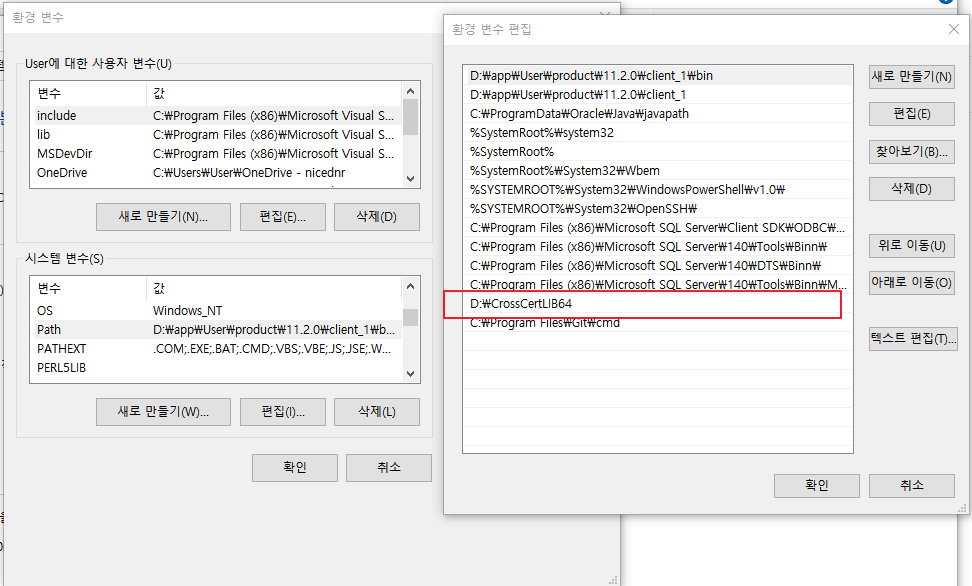 환경 변수
User에 대한 사용자 변수(U)
변수 값
include C:₩Program Files (x86)₩Microsoft Visual S...
lib C:₩Program Files (x86)₩Microsoft Visual S...
MSDevDir C:₩Program Files (x86)₩Microsoft Visual S...
OneDrive C:₩Users₩User₩OneDrive - nicednr
새로 만들기(N)...
편집(E)...
삭제(D)
시스템 변수(S)
변수 값
OS Windows_NT
Path D:₩app₩User₩product₩11.2.0₩client_1₩b...
PATHEXT .COM;.EXE;.BAT;.CMD;.VBS;.VBE;.JS;.JSE;.W...
PERL5LIB
새로 만들기(W)...
편집(I)...
삭제(L)
확인
취소
환경 변수 편집
D:₩app₩User₩product₩11.2.0₩client_1₩bin
D:₩app₩User₩product₩11.2.0₩client_1
C:₩ProgramData₩Oracle₩Java₩javapath
%SystemRoot%₩system32
%SystemRoot%
%SystemRoot%₩System32₩Wbem
%SYSTEMROOT%₩System32₩WindowsPowerShell₩v1.0₩
%SYSTEMROOT%₩System32₩OpenSSH₩
C:₩Program Files (x86)₩Microsoft SQL Server₩Client SDK₩ODBC₩...
C:₩Program Files (x86)₩Microsoft SQL Server₩140₩Tools₩Binn₩
C:₩Program Files (x86)₩Microsoft SQL Server₩140₩DTS₩Binn₩
C:₩Program Files (x86)₩Microsoft SQL Server₩140₩Tools₩Binn₩M...
D:₩CrossCertLIB64
C:₩Program Files₩Git₩cmd
새로 만들기(N)
편집(E)
찾아보기(B)...
삭제(D)
위로 이동(U)
아래로 이동(O)
텍스트 편집(T)...
확인
취소